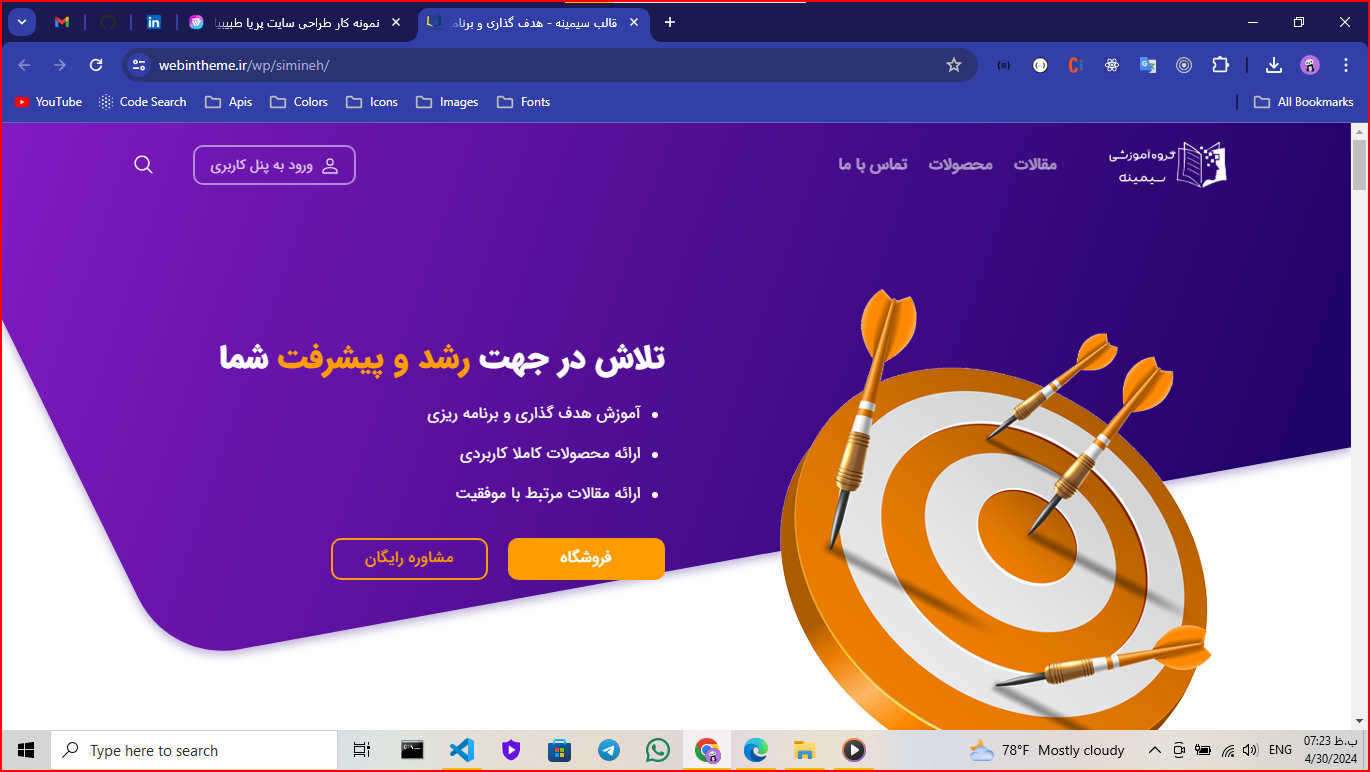 نمونه کار طراحی سایت پریا طبیبیا
قالب سیمینه - هدف گذاری و برنامه
webintheme.ir/wp/simineh/
YouTube
Code Search
Apis
Colors
Icons
Images
Fonts
All Bookmarks
گروه آموزشی
سیمینه
مقالات
محصولات
تماس با ما
ورود به پنل کاربری
تلاش در جهت رشد و پیشرفت شما
آموزش هدف گذاری و برنامه ریزی
ارائه محصولات کاملا کاربردی
ارائه مقالات مرتبط با موفقیت
فروشگاه
مشاوره رایگان
Type here to search
78°F Mostly cloudy
ENG
07:23 ب.ظ
4/30/2024